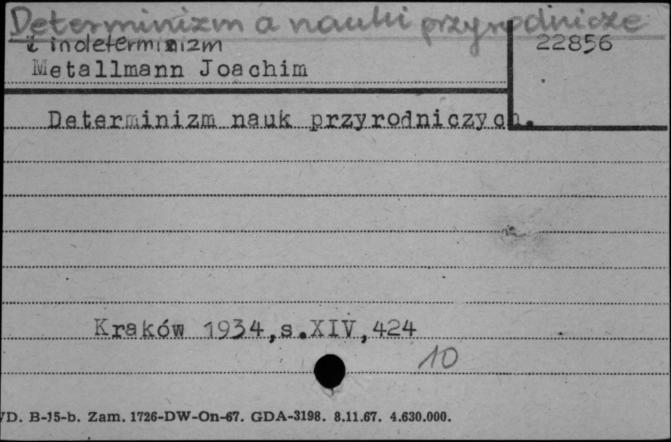 Determinizm a nauki przyrodnicze
i indeterminizm
22856
Metallmann Joachim
Determinizm nauk przyrodniczych.
Kraków 1934,s.XIV,424
10
/D. B-15-b. Zam. 1726-DW-On-67. GDA-3198. 8.11.67. 4.630.000.